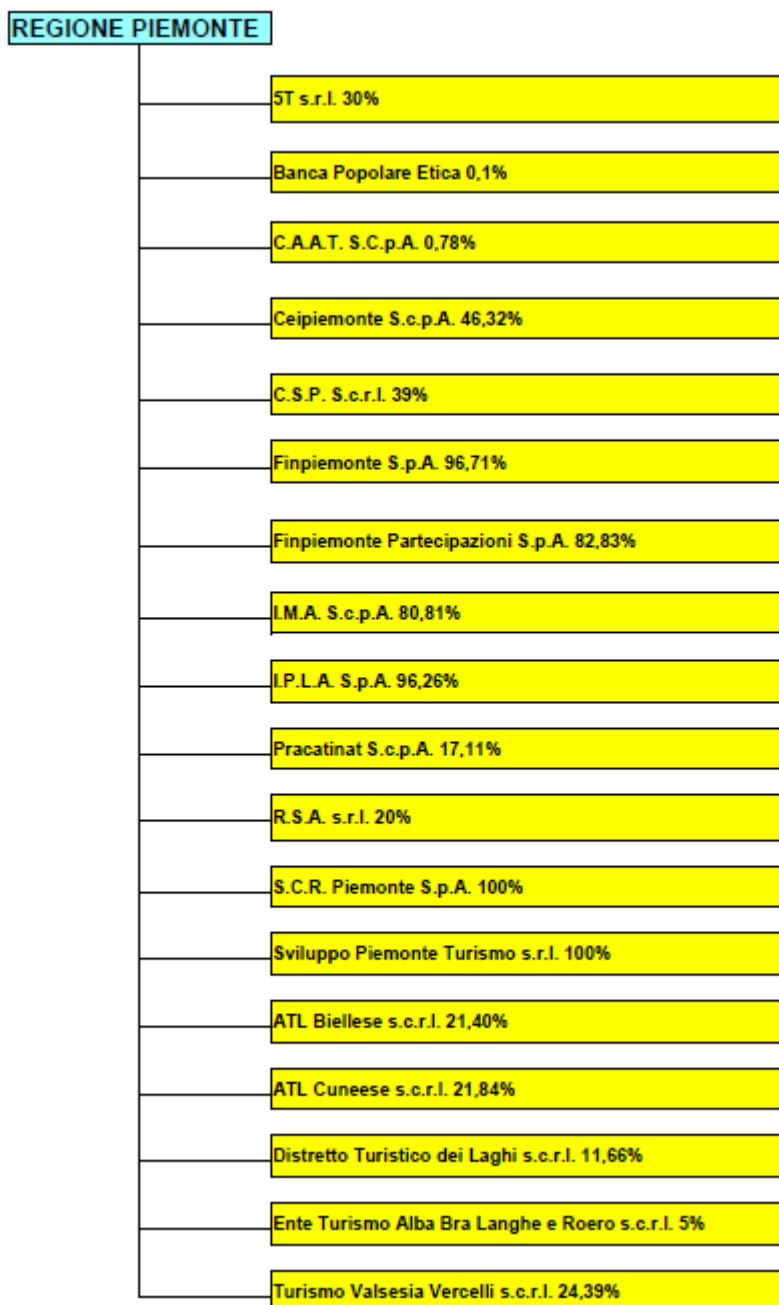 REGIONE PIEMONTE
5T s.r.l. 30%
Banca Popolare Etica 0,1%
C.A.A.T. S.C.p.A. 0,78%
Ceipiemonte S.c.p.A. 46,32%
C.S.P. S.c.r.l. 39%
Finpiemonte S.p.A. 96,71%
Finpiemonte Partecipazioni S.p.A. 82,83%
I.M.A. S.c.p.A. 80,81%
I.P.L.A. S.p.A. 96,26%
Pracatinat S.c.p.A. 17,11%
R.S.A. s.r.l. 20%
S.C.R. Piemonte S.p.A. 100%
Sviluppo Piemonte Turismo s.r.l. 100%
ATL Biellese s.c.r.l. 21,40%
ATL Cuneese s.c.r.l. 21,84%
Distretto Turistico dei Laghi s.c.r.l. 11,66%
Ente Turismo Alba Bra Langhe e Roero s.c.r.l. 5%
Turismo Valsesia Vercelli s.c.r.l. 24,39%